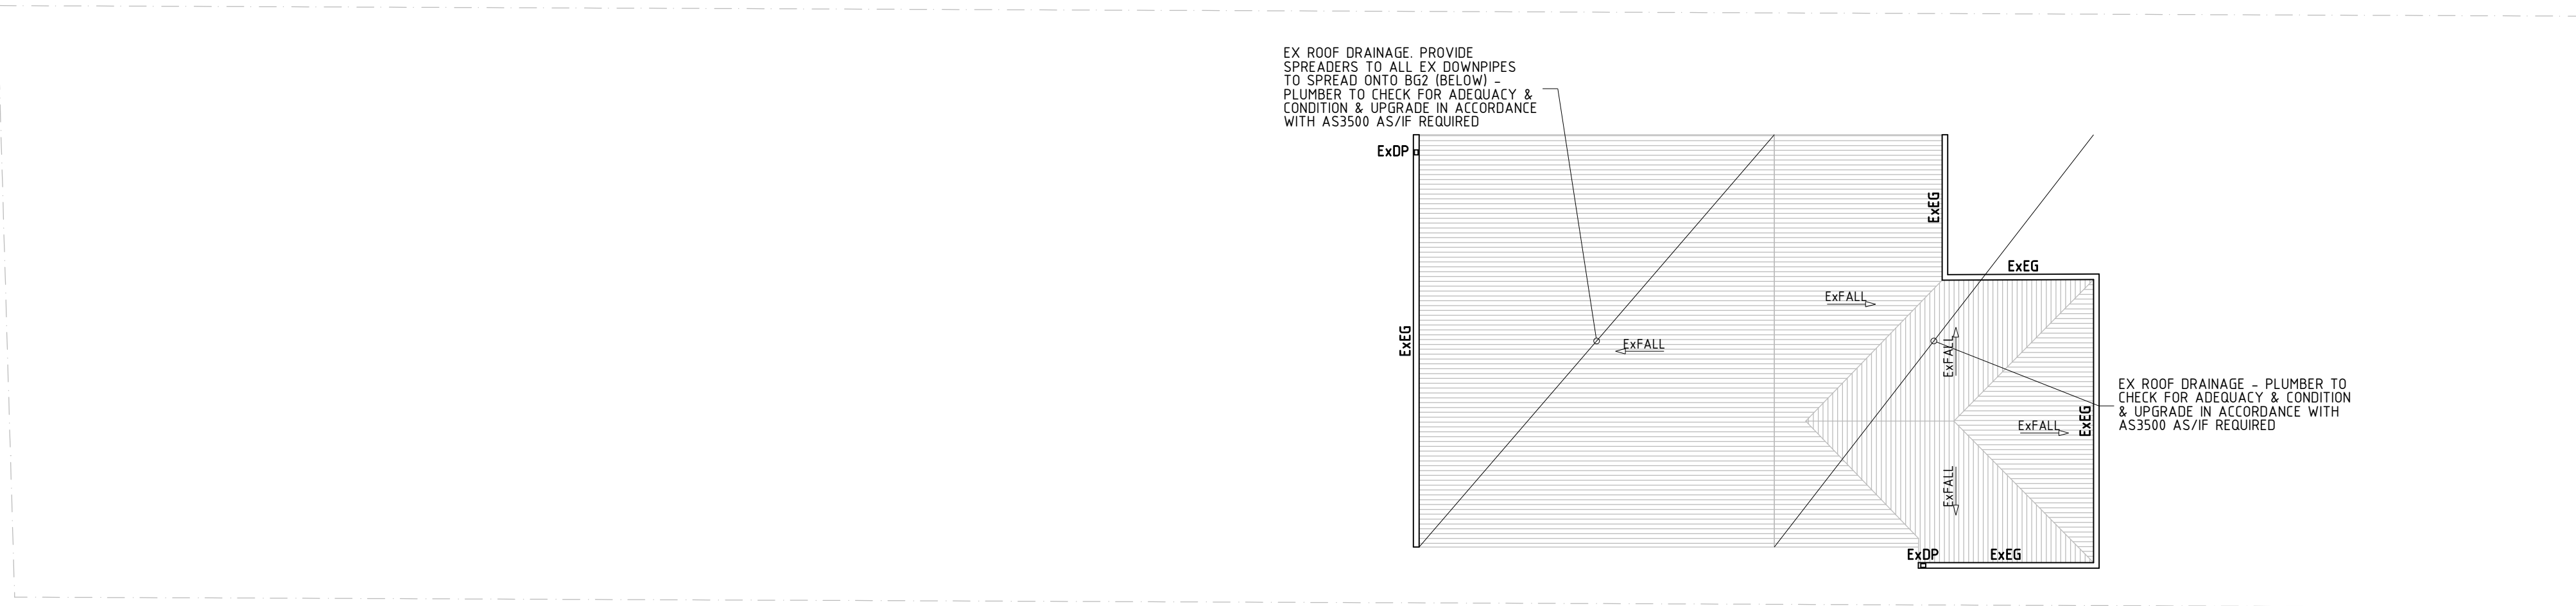 EX ROOF DRAINAGE. PROVIDE
SPREADERS TO ALL EX DOWNPIPES
TO SPREAD ONTO BG2 (BELOW) -
PLUMBER TO CHECK FOR ADEQUACY &
CONDITION & UPGRADE IN ACCORDANCE
WITH AS3500 AS/IF REQUIRED
ExDP
ExEG
ExEG
ExFALL
ExEG
ExFALL
ExFALL
EX ROOF DRAINAGE - PLUMBER TO
CHECK FOR ADEQUACY & CONDITION
& UPGRADE IN ACCORDANCE WITH
AS3500 AS/IF REQUIRED
ExFALL
ExEG
ExFALL
ExDP
ExEG